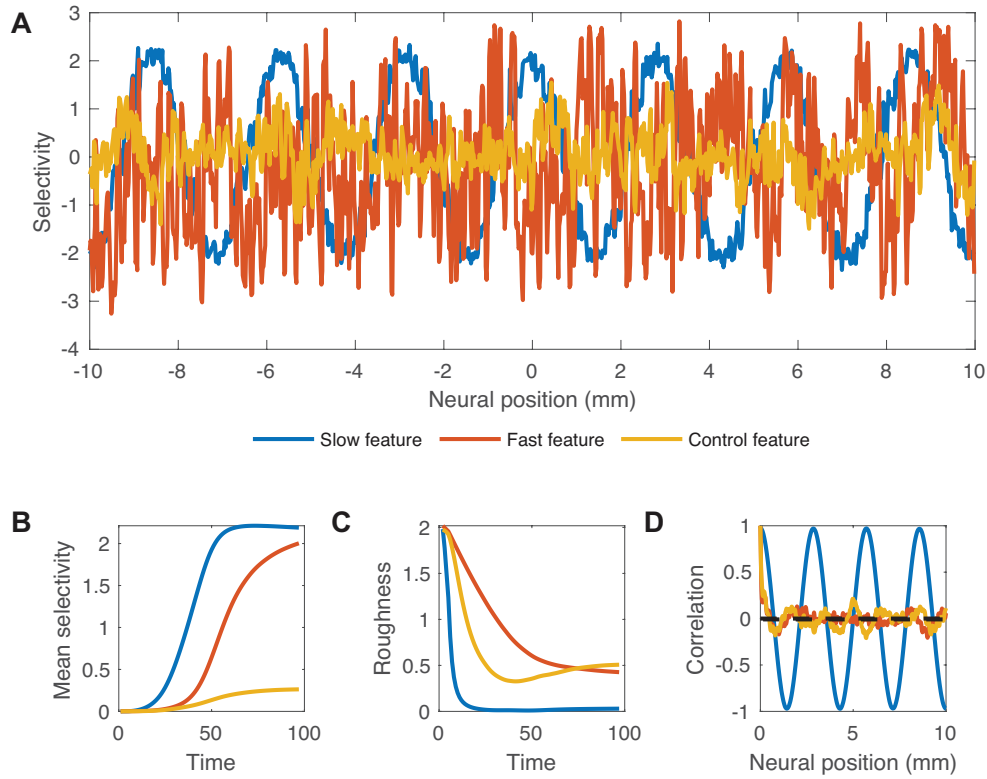 A
Selectivity
3
2
1
0
-1
-2
-3
-4
-10 -8 -6 -4 -2 0 2 4 6 8 10
Neural position (mm)
Slow feature Fast feature Control feature
B
Mean selectivity
2
1.5
1
0.5
0
0 50 100
Time
C
Roughness
2
1.5
1
0.5
0
0 50 100
Time
D
Correlation
1
0.5
0
-0.5
-1
0 5 10
Neural position (mm)